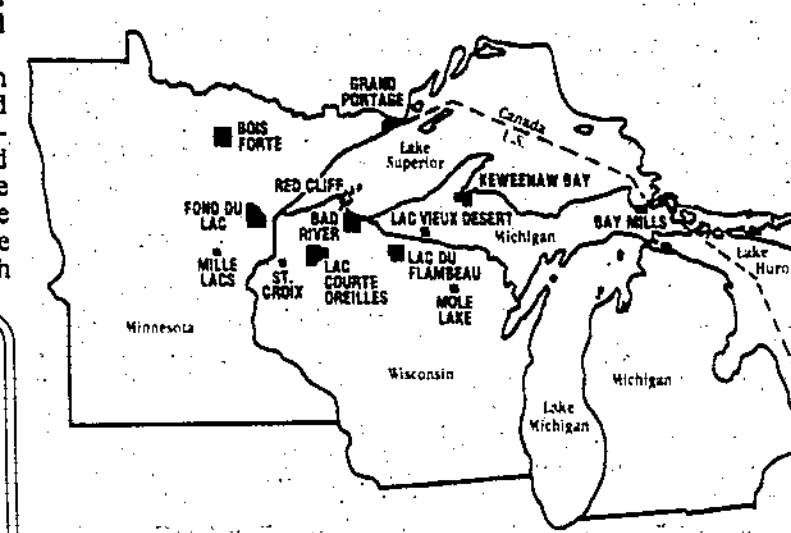 GRAND
PORTAGE
BOIS
FORTE
Canada
U.S.
Lake
Superior
RED CLIFF
KEWEENAW BAY
FOND DU
LAC
BAD
RIVER
LAC VIEUX DESERT
BAY MILLS
Michigan
MILLE
LACS
ST.
CROIX
LAC
COURTE
OREILLES
LAC DU
FLAMBEAU
MOLE
LAKE
Lake
Huro
Minnesota
Wisconsin
Michigan
Lake
Michigan